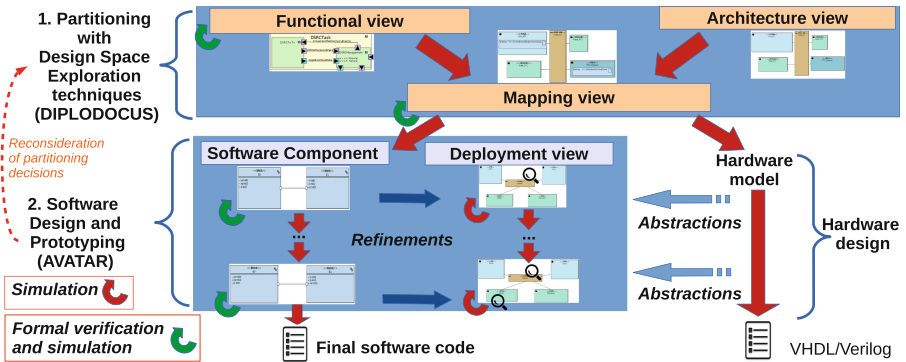 1. Partitioning
with
Design Space
Exploration
techniques
(DIPLODOCUS)
Functional view
Architecture view
DSRCTask
Mapping view
Reconsideration
of partitioning
decisions
Software Component
Deployment view
Hardware
model
2. Software
Design and
Prototyping
(AVATAR)
...
...
Refinements
Abstractions
Abstractions
Hardware
design
Simulation
Formal verification
and simulation
Final software code
VHDL/Verilog